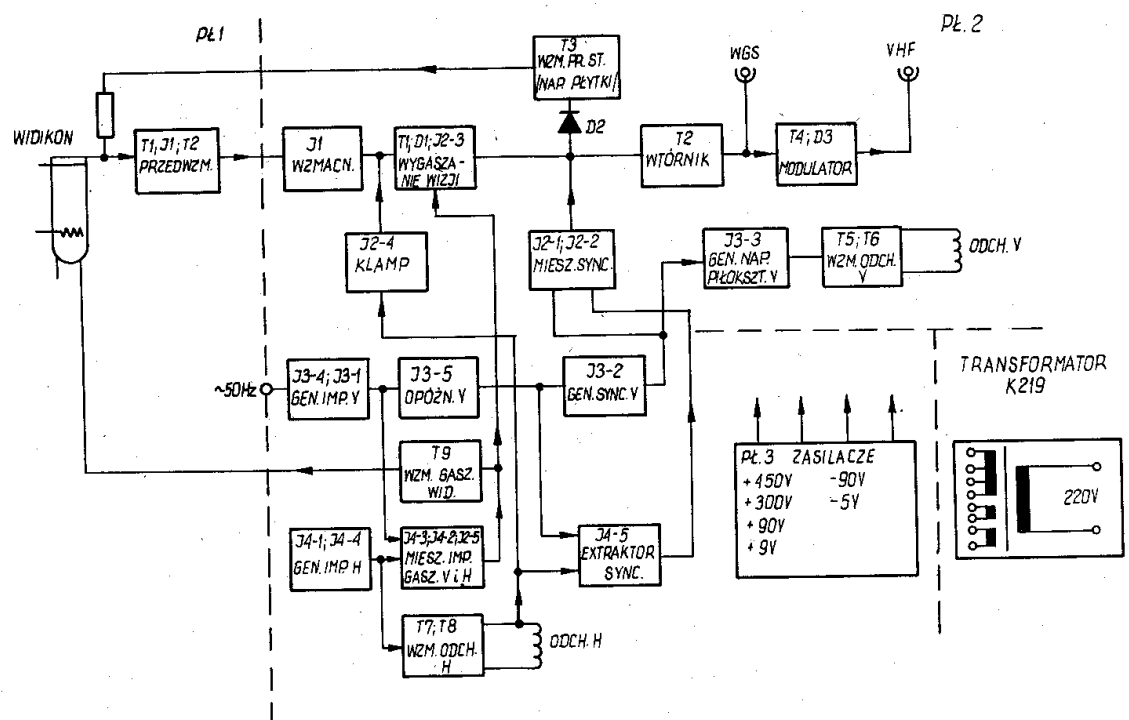 PŁ.1
PŁ. 2
T3
WZM. PR. ST.
/NAP. PŁYTKI/
WGS
VHF
D2
WIDIKON
T1; J1; T2
PRZEDWZM.
J1
WZMACN.
T1; D1; J2-3
WYGASZA-
NIE WIZJI
T2
WTÓRNIK
T4; D3
MODULATOR
J2-4
KLAMP
J2-1; J2-2
MIESZ. SYNC.
J3-3
GEN. NAP.
PIŁOKSZT. V
T5; T6
WZM. ODCH.
V
ODCH. V
~50Hz
J3-4; J3-1
GEN. IMP. V
J3-5
OPÓŹN. V
J3-2
GEN. SYNC. V
TRANSFORMATOR
K219
T9
WZM. GASZ.
WID.
PŁ. 3 ZASILACZE
+450V -90V
+300V -5V
+90V
+9V
220V
J4-1; J4-4
GEN. IMP. H
J4-3; J4-2; J2-5
MIESZ. IMP.
GASZ. V i H
J4-5
EXTRAKTOR
SYNC.
T7; T8
WZM. ODCH.
H
ODCH. H